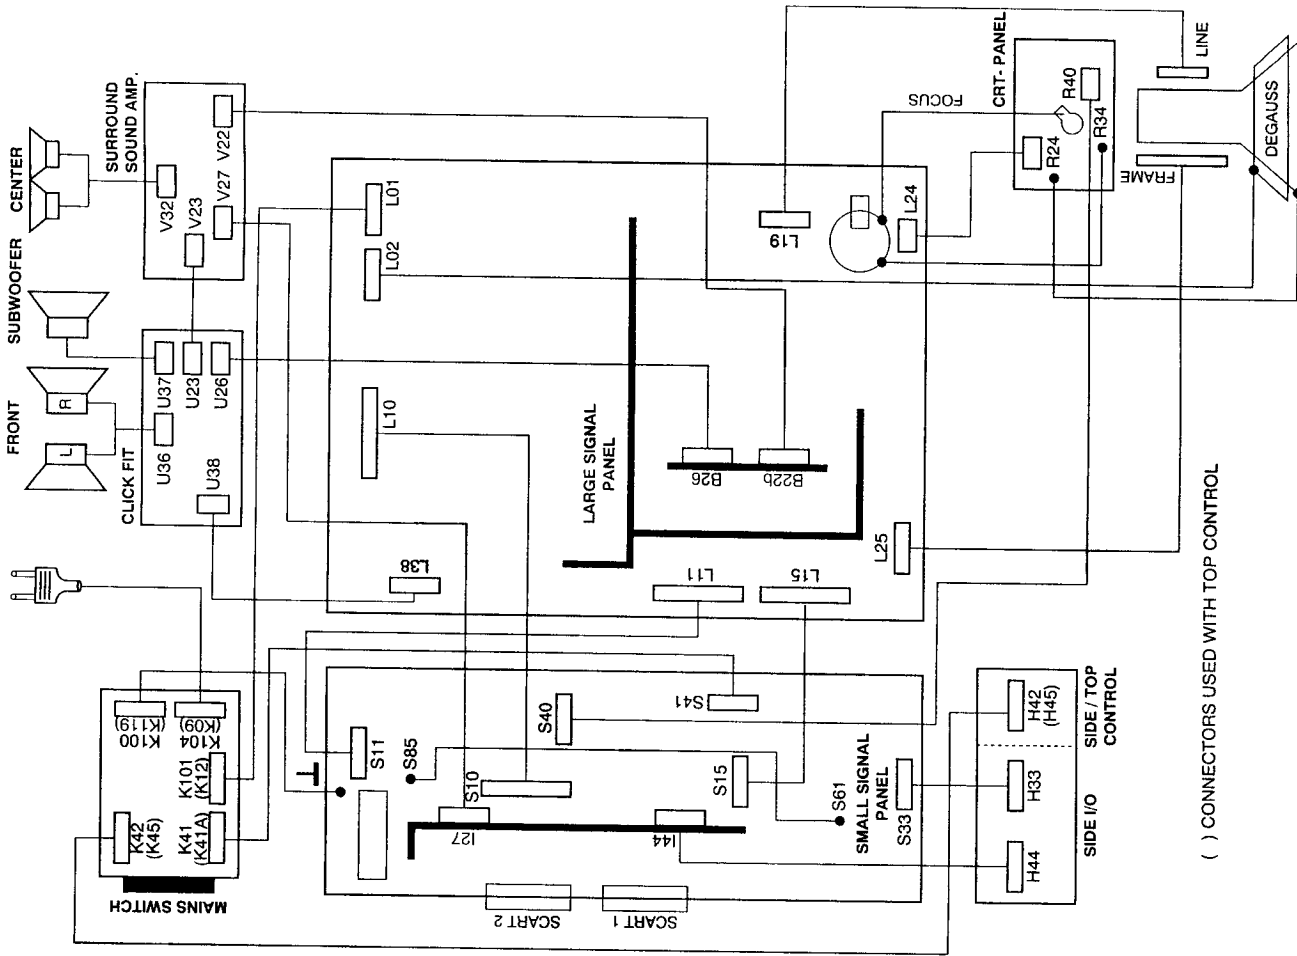 FRONT
SUBWOOFER
CENTER
L
R
CLICK FIT
U36
U37
U23
U26
U38
SURROUND
SOUND AMP.
V32
V23
V27
V22
MAINS SWITCH
K42
(K45)
K41
(K41A)
K101
(K12)
K104
(K09)
K100
(K119)
L01
L02
L10
L38
L11
L15
L19
L24
L25
LARGE SIGNAL
PANEL
B26
B22b
FOCUS
CRT- PANEL
R24
R40
R34
LINE
FRAME
DEGAUSS
S11
S85
S10
I27
I44
S15
S40
S41
S61
S33
SMALL SIGNAL
PANEL
SCART 2
SCART 1
SIDE I/O
SIDE / TOP
CONTROL
H44
H33
H42
(H45)
( ) CONNECTORS USED WITH TOP CONTROL